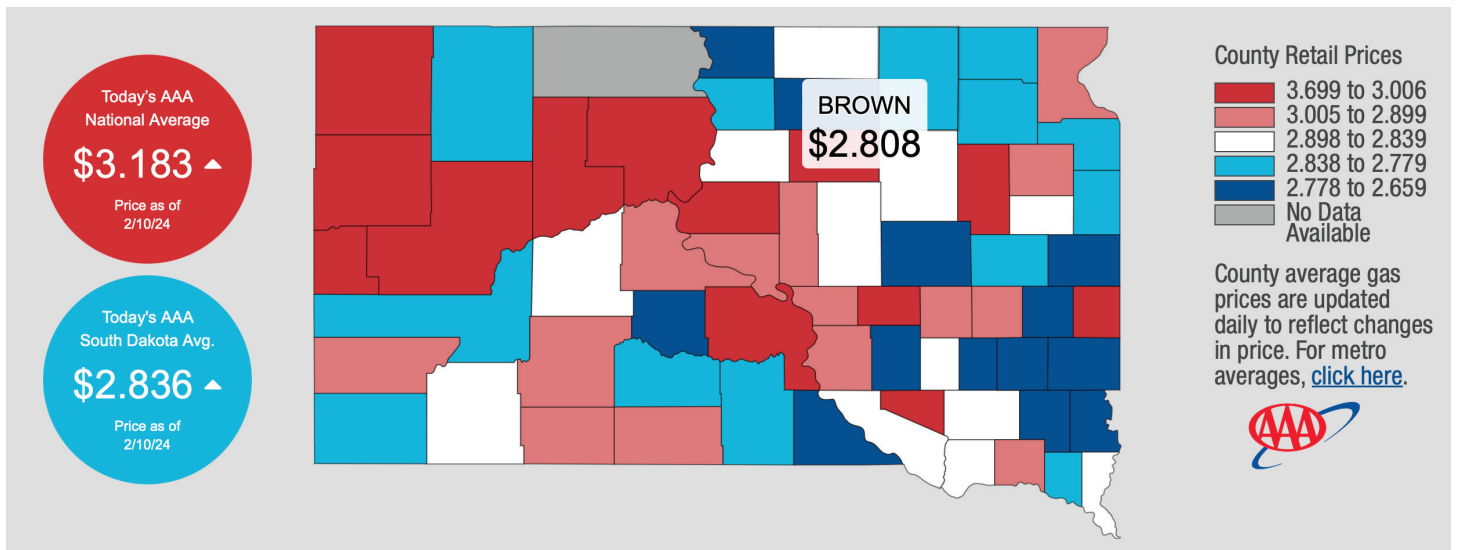 Today's AAA
National Average
$3.183
Price as of
2/10/24
Today's AAA
South Dakota Avg.
$2.836
Price as of
2/10/24
BROWN
$2.808
County Retail Prices
3.699 to 3.006
3.005 to 2.899
2.898 to 2.839
2.838 to 2.779
2.778 to 2.659
No Data
Available
County average gas
prices are updated
daily to reflect changes
in price. For metro
averages, click here.
AAA